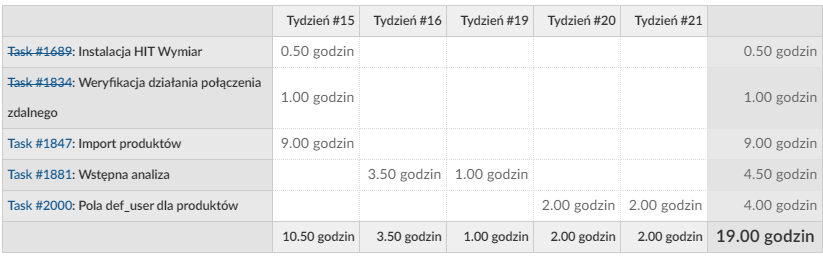 Tydzień #15 Tydzień #16 Tydzień #19 Tydzień #20 Tydzień #21
Task #1689: Instalacja HIT Wymiar 0.50 godzin 0.50 godzin
Task #1834: Weryfikacja działania połączenia
zdalnego 1.00 godzin 1.00 godzin
Task #1847: Import produktów 9.00 godzin 9.00 godzin
Task #1881: Wstępna analiza 3.50 godzin 1.00 godzin 4.50 godzin
Task #2000: Pola def_user dla produktów 2.00 godzin 2.00 godzin 4.00 godzin
10.50 godzin 3.50 godzin 1.00 godzin 2.00 godzin 2.00 godzin 19.00 godzin